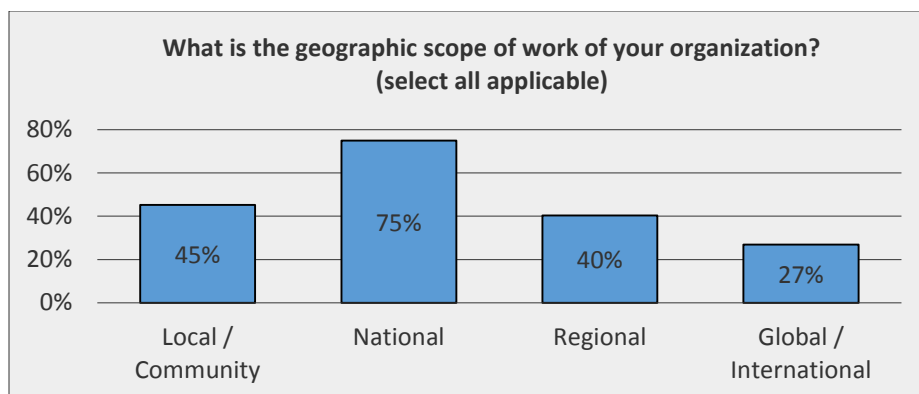 What is the geographic scope of work of your organization?
(select all applicable)
80%
60%
40%
20%
0%
45%
75%
40%
27%
Local /
Community
National
Regional
Global /
International